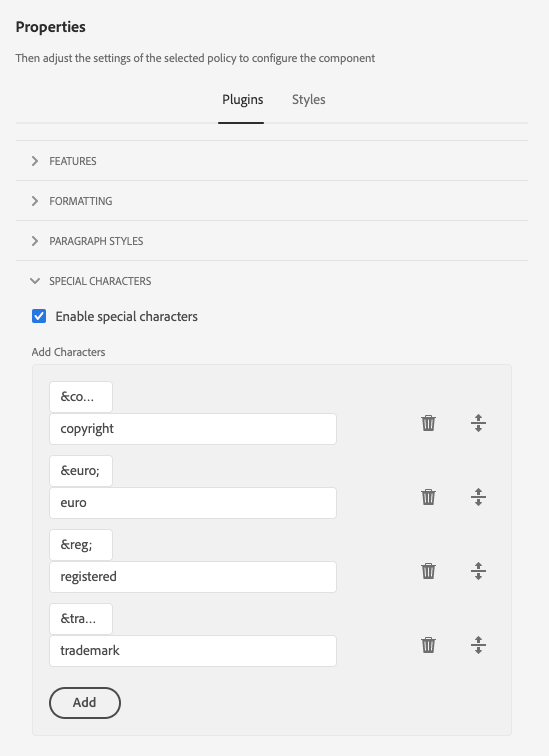 Properties
Then adjust the settings of the selected policy to configure the component
Plugins Styles
FEATURES
FORMATTING
PARAGRAPH STYLES
SPECIAL CHARACTERS
Enable special characters
Add Characters
&co...
copyright
&euro;
euro
&reg;
registered
&tra...
trademark
Add